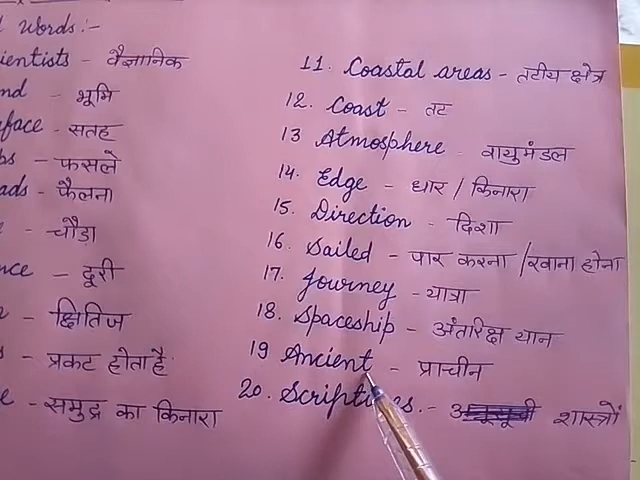 Words:-
ientists - वैज्ञानिक
nd - भूमि
face - सतह
bs - फसले
ads - फैलना
- चौड़ा
nce - दूरी
- क्षितिज
- प्रकट होता है
e - समुद्र का किनारा
11. Coastal areas - तटीय क्षेत्र
12. Coast - तट
13 Atmosphere - वायुमंडल
14. Edge - धार / किनारा
15. Direction - दिशा
16. Sailed - पार करना / रवाना होना
17. Journey - यात्रा
18. Spaceship - अंतरिक्ष यान
19 Ancient - प्राचीन
20. Scriptures. - शास्त्रों